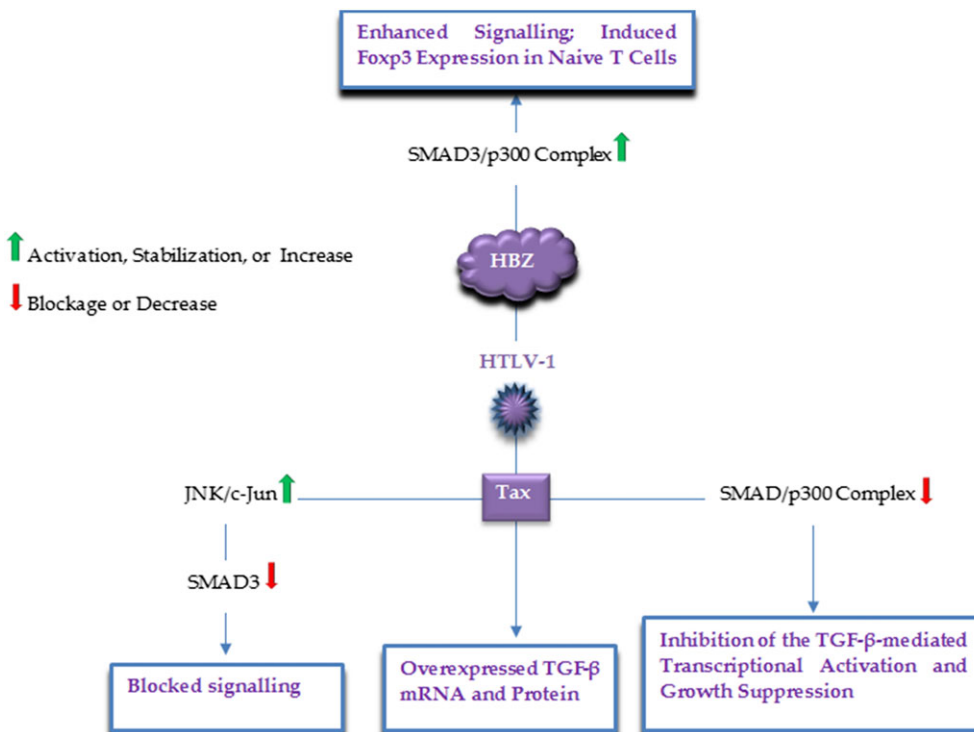 Enhanced Signalling; Induced
Foxp3 Expression in Naive T Cells
SMAD3/p300 Complex
Activation, Stabilization, or Increase
Blockage or Decrease
HBZ
HTLV-1
JNK/c-Jun
Tax
SMAD/p300 Complex
SMAD3
Blocked signalling
Overexpressed TGF-β
mRNA and Protein
Inhibition of the TGF-β-mediated
Transcriptional Activation and
Growth Suppression